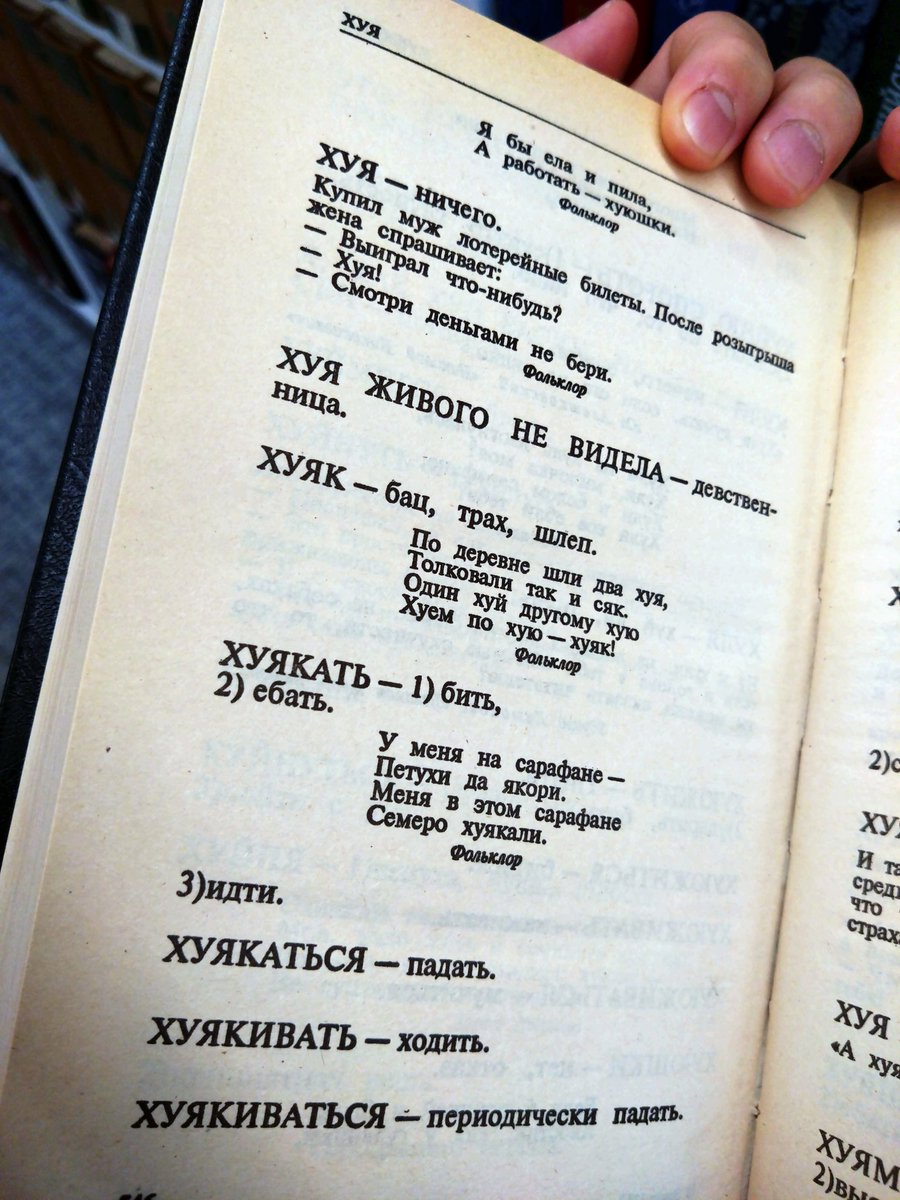 ХУЯ
Я бы ела и пила,
А работать — хуюшки.
Фольклор
ХУЯ — ничего.
Купил муж лотерейные билеты. После розыгрыша
жена спрашивает:
— Выиграл что-нибудь?
— Хуя!
— Смотри деньгами не бери.
Фольклор
ХУЯ ЖИВОГО НЕ ВИДЕЛА — девствен-
ница.
ХУЯК — бац, трах, шлеп.
По деревне шли два хуя,
Толковали так и сяк.
Один хуй другому хую
Хуем по хую — хуяк!
Фольклор
ХУЯКАТЬ — 1) бить,
2) ебать.
У меня на сарафане —
Петухи да якори.
Меня в этом сарафане
Семеро хуякали.
Фольклор
3)идти.
ХУЯКАТЬСЯ — падать.
ХУЯКИВАТЬ — ходить.
ХУЯКИВАТЬСЯ — периодически падать.
2)
И
что
ХУЯ
«А
2)